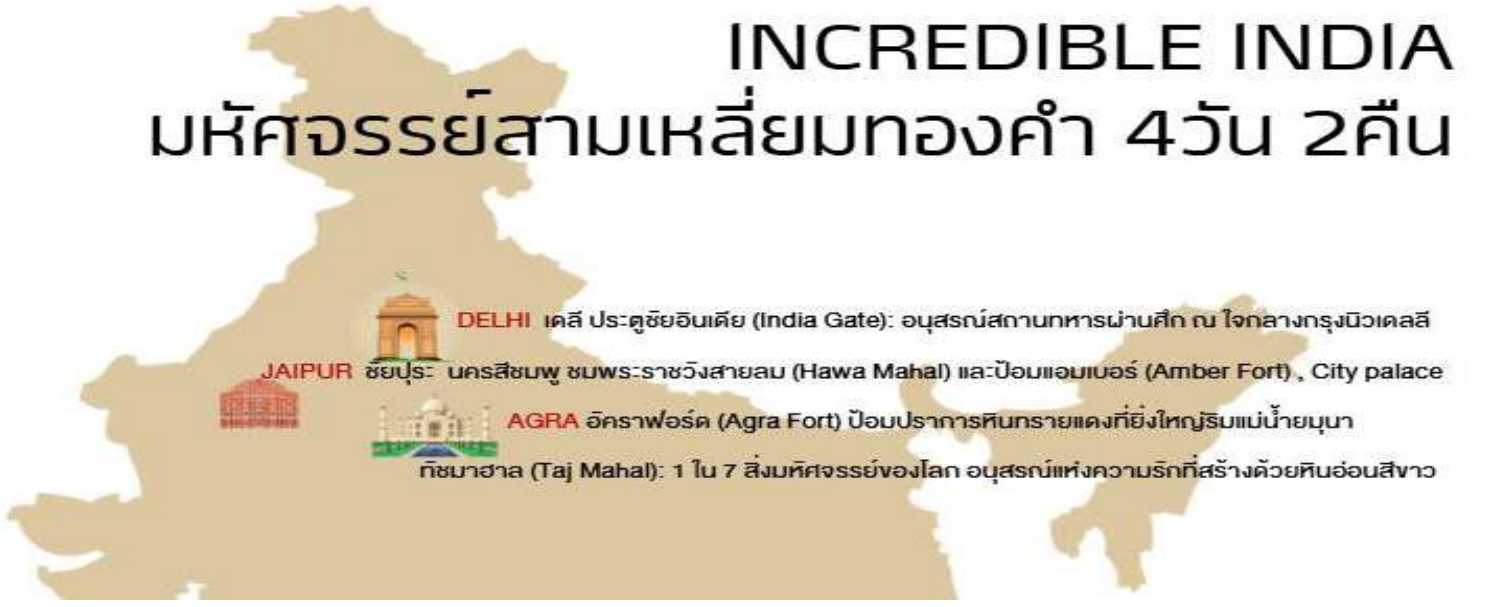 INCREDIBLE INDIA
มหัศจรรย์สามเหลี่ยมทองคำ 4วัน 2คืน
DELHI เดลี ประตูชัยอินเดีย (India Gate): อนุสรณ์สถานทหารผ่านศึก ณ ใจกลางกรุงนิวเดลลี
JAIPUR ชัยปุระ นครสีชมพู ชมพระราชวังสายลม (Hawa Mahal) และป้อมแอมเบอร์ (Amber Fort) , City palace
AGRA อัคราฟอร์ด (Agra Fort) ป้อมปราการหินทรายแดงที่ยิ่งใหญ่ริมแม่น้ำยมุนา
ทัชมาฮาล (Taj Mahal): 1 ใน 7 สิ่งมหัศจรรย์ของโลก อนุสรณ์แห่งความรักที่สร้างด้วยหินอ่อนสีขาว